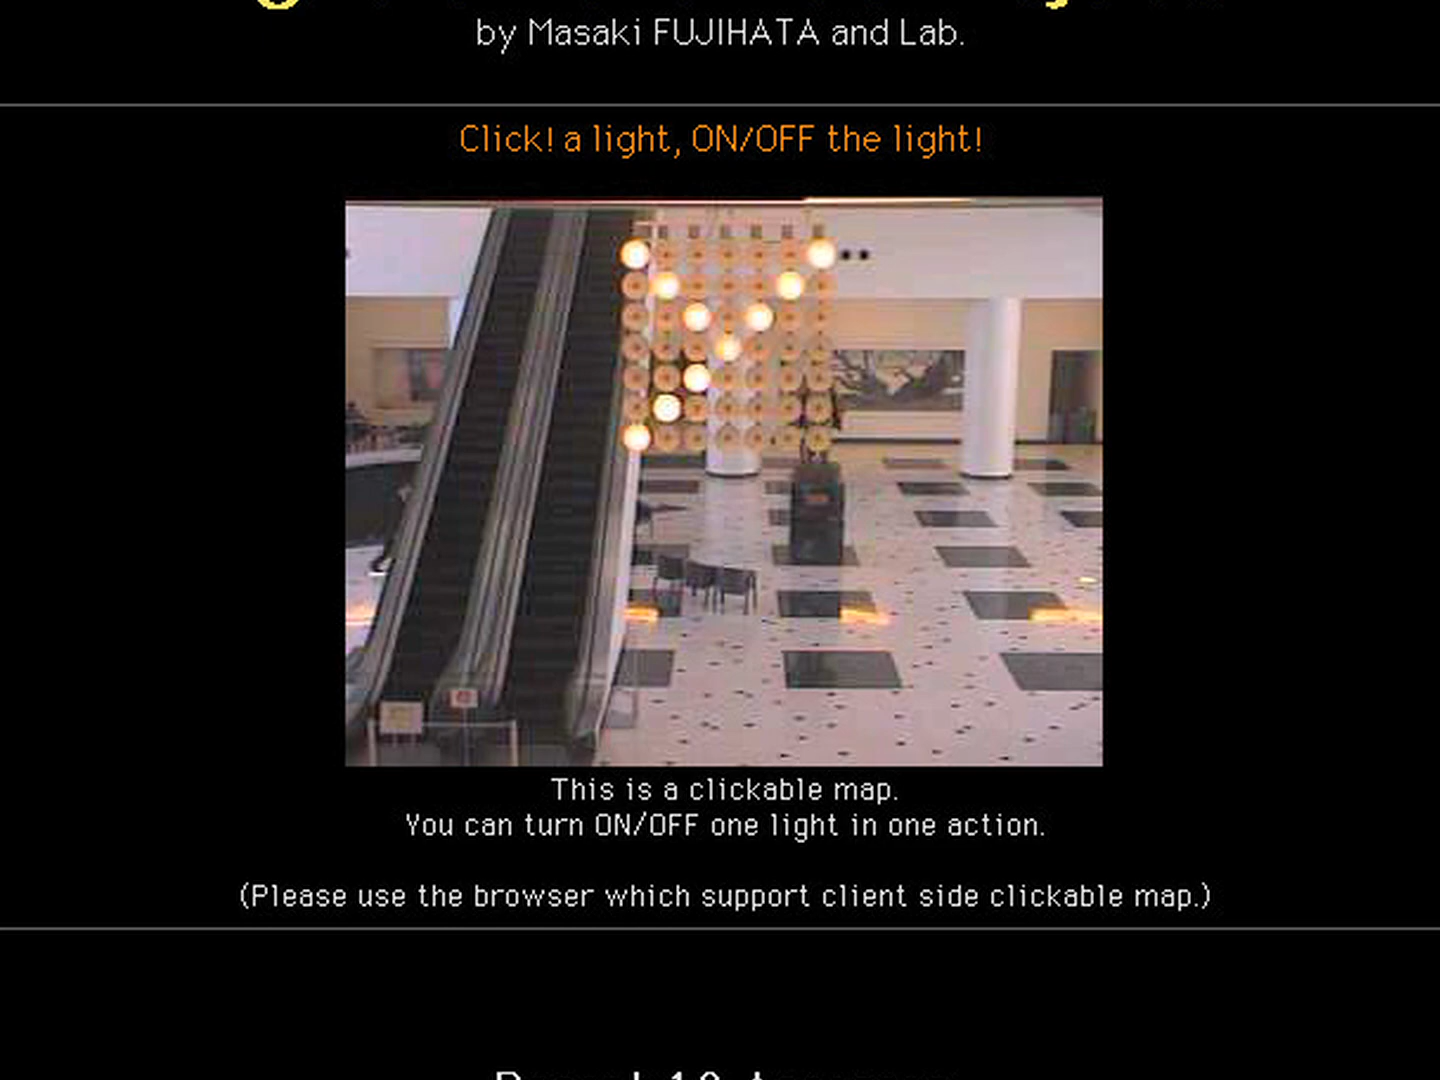 by Masaki FUJIHATA and Lab.
Click! a light, ON/OFF the light!
This is a clickable map.
You can turn ON/OFF one light in one action.
(Please use the browser which support client side clickable map.)